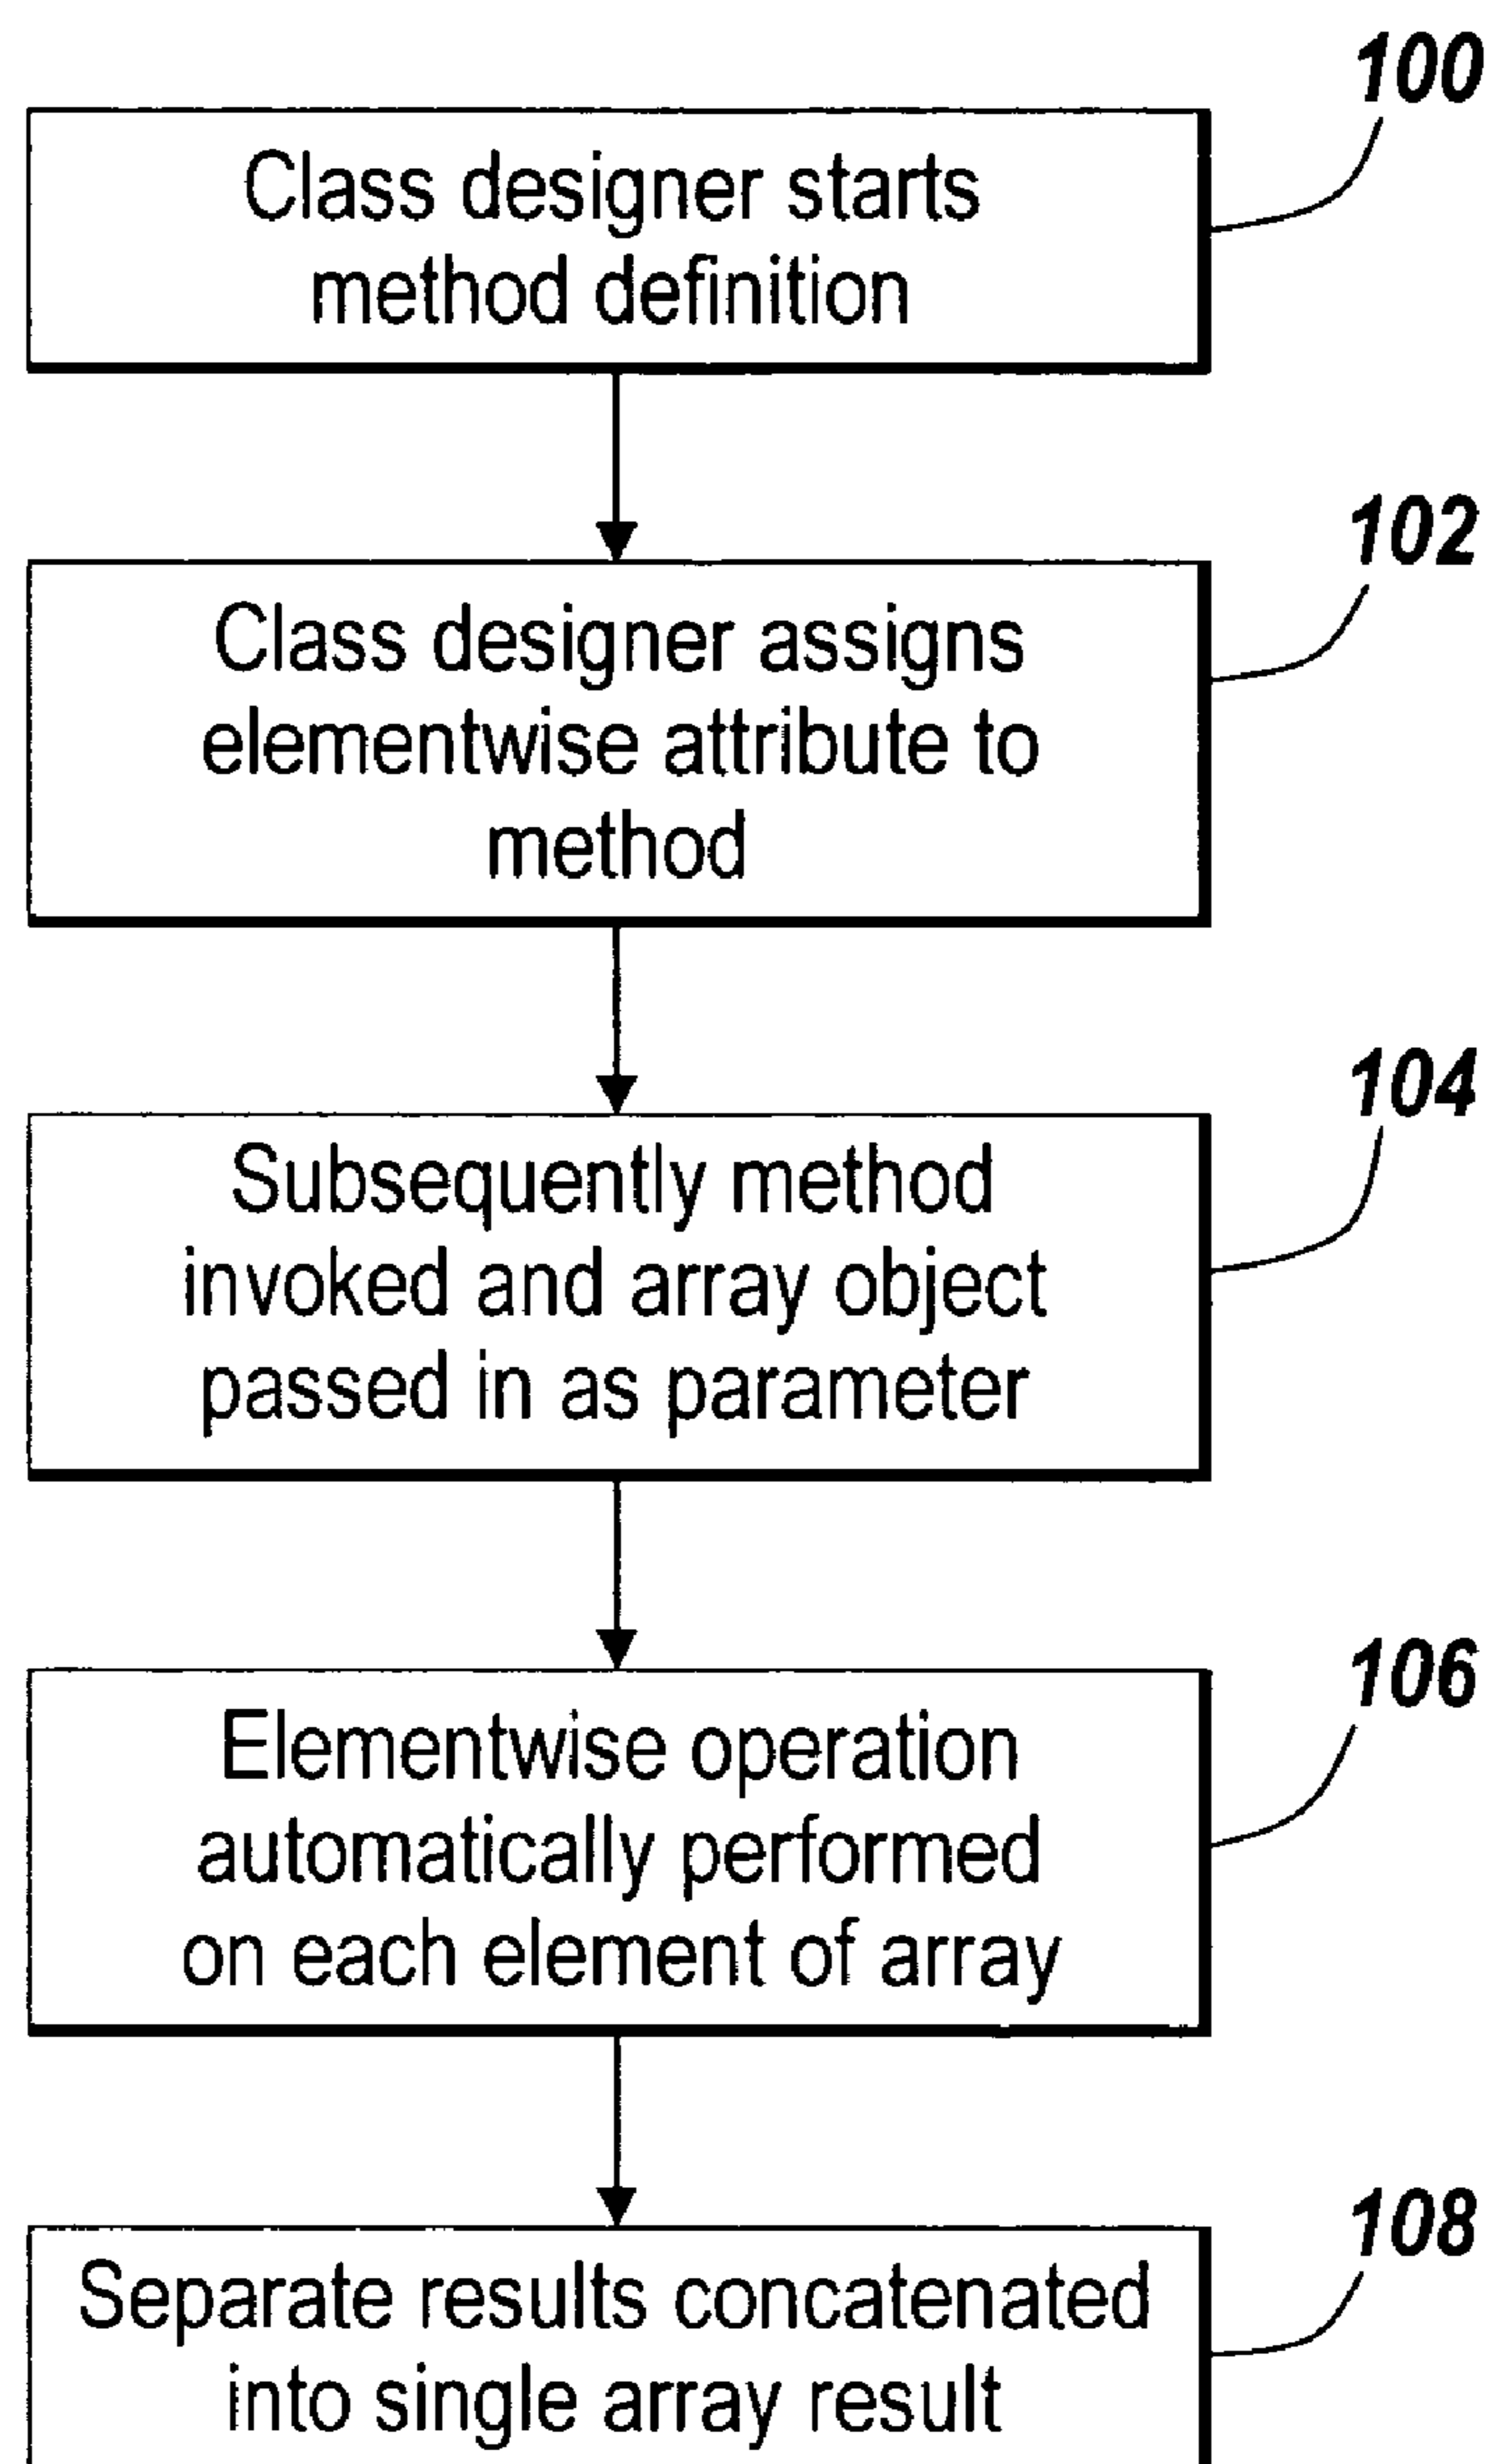 100
Class designer starts
method definition
102
Class designer assigns
elementwise attribute to
method
104
Subsequently method
invoked and array object
passed in as parameter
106
Elementwise operation
automatically performed
on each element of array
108
Separate results concatenated
into single array result